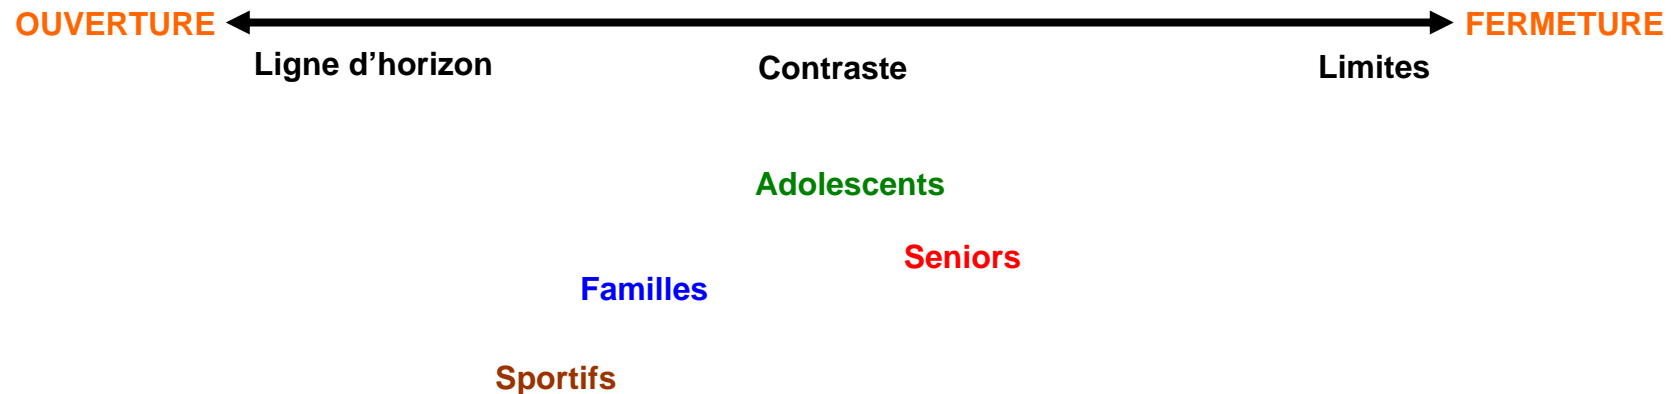 OUVERTURE FERMETURE
Ligne d’horizon Contraste Limites
Adolescents
Seniors
Familles
Sportifs